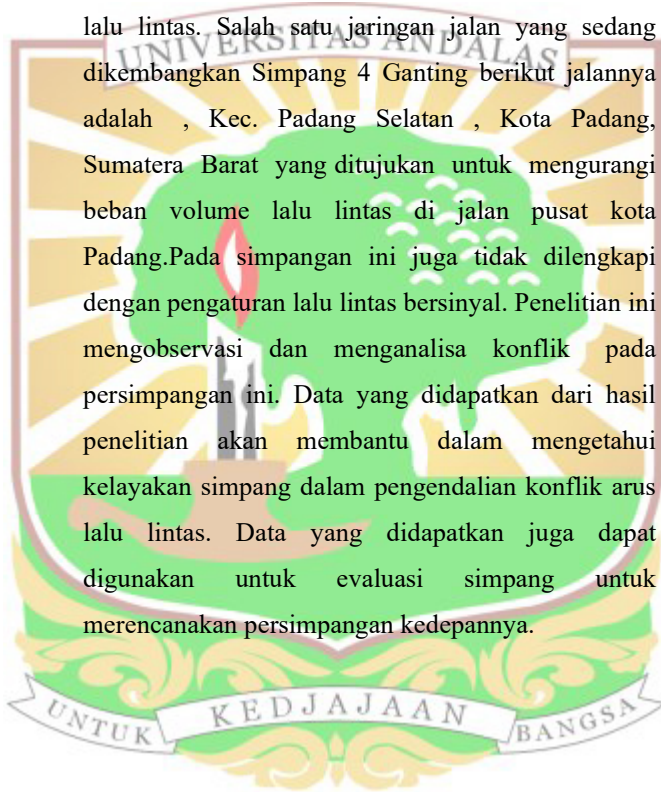 lalu lintas. Salah satu jaringan jalan yang sedang
UNIVERSITAS ANDALAS
dikembangkan Simpang 4 Ganting berikut jalannya
adalah , Kec. Padang Selatan , Kota Padang,
Sumatera Barat yang ditujukan untuk mengurangi
beban volume lalu lintas di jalan pusat kota
Padang.Pada simpangan ini juga tidak dilengkapi
dengan pengaturan lalu lintas bersinyal. Penelitian ini
mengobservasi dan menganalisa konflik pada
persimpangan ini. Data yang didapatkan dari hasil
penelitian akan membantu dalam mengetahui
kelayakan simpang dalam pengendalian konflik arus
lalu lintas. Data yang didapatkan juga dapat
digunakan untuk evaluasi simpang untuk
merencanakan persimpangan kedepannya.
UNTUK KEDJAJAAN BANGSA